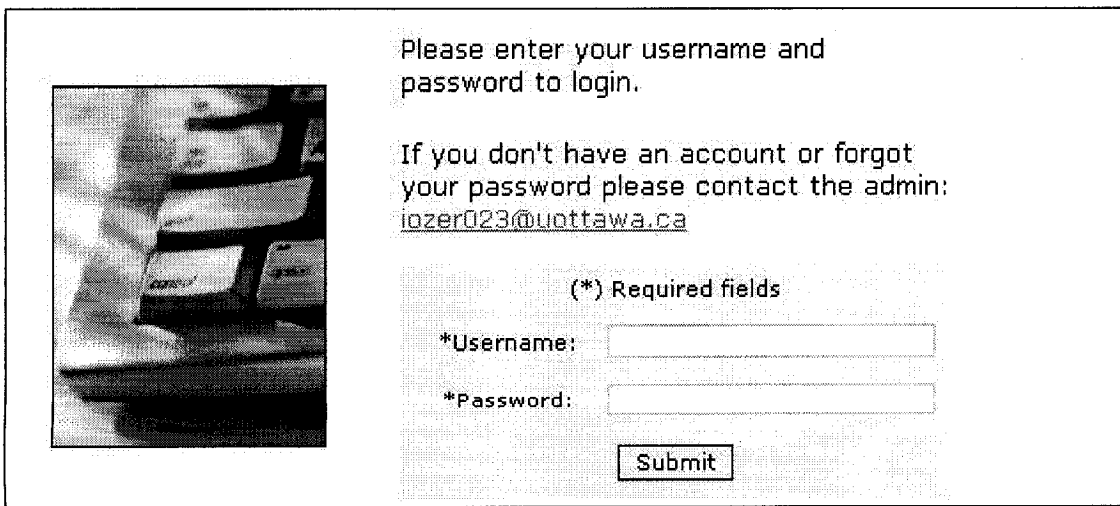 Please enter your username and
password to login.
If you don't have an account or forgot
your password please contact the admin:
iozer023@uottawa.ca
(*) Required fields
*Username:
*Password:
Submit
control